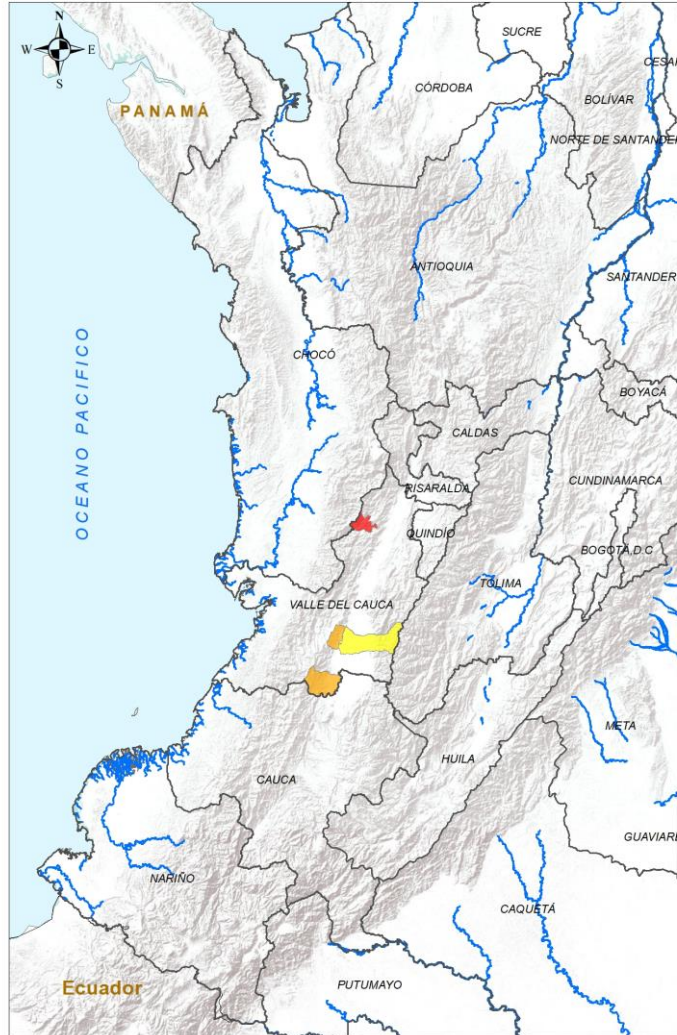 N
W E
S
SUCRE
CESAR
CÓRDOBA
BOLÍVAR
PANAMÁ
NORTE DE SANTANDER
ANTIOQUIA
SANTANDER
OCEANO PACIFICO
CHOCÓ
BOYACÁ
CALDAS
CUNDINAMARCA
RISARALDA
QUINDÍO
BOGOTÁ, D.C
TOLIMA
VALLE DEL CAUCA
META
HUILA
CAUCA
GUAVIARE
NARIÑO
CAQUETÁ
Ecuador
PUTUMAYO